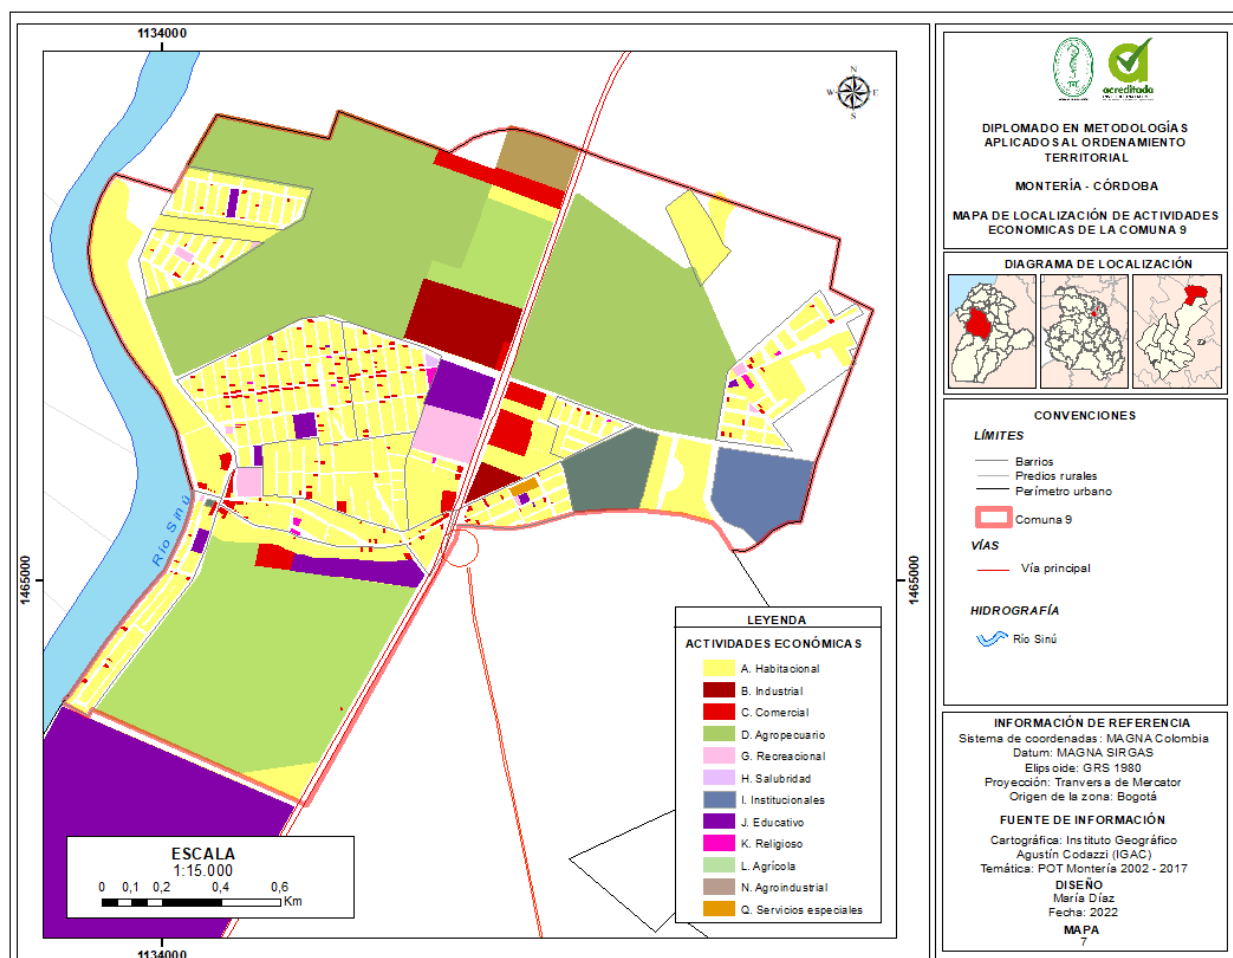 1134000
1465000
1465000
1134000
N
W E
S
Río Sinú
ESCALA
1:15.000
0 0,1 0,2 0,4 0,6
Km
LEYENDA
ACTIVIDADES ECONÓMICAS
A. Habitacional
B. Industrial
C. Comercial
D. Agropecuario
G. Recreacional
H. Salubridad
I. Institucionales
J. Educativo
K. Religioso
L. Agrícola
N. Agroindustrial
Q. Servicios especiales
acreditada
DIPLOMADO EN METODOLOGÍAS
APLICADOS AL ORDENAMIENTO
TERRITORIAL
MONTERÍA - CÓRDOBA
MAPA DE LOCALIZACIÓN DE ACTIVIDADES
ECONOMICAS DE LA COMUNA 9
DIAGRAMA DE LOCALIZACIÓN
CONVENCIONES
LÍMITES
Barrios
Predios rurales
Perímetro urbano
Comuna 9
VÍAS
Vía principal
HIDROGRAFÍA
Río Sinú
INFORMACIÓN DE REFERENCIA
Sistema de coordenadas: MAGNA Colombia
Datum: MAGNA SIRGAS
Elipsoide: GRS 1980
Proyección: Tranversa de Mercator
Origen de la zona: Bogotá
FUENTE DE INFORMACIÓN
Cartográfica: Instituto Geográfico
Agustín Codazzi (IGAC)
Temática: POT Montería 2002 - 2017
DISEÑO
María Díaz
Fecha: 2022
MAPA
7